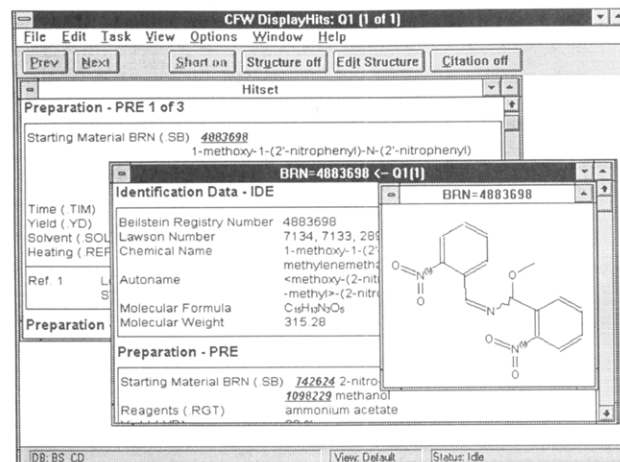 CFW DisplayHits: Q1 (1 of 1)
File Edit Task View Options Window Help
Prev Next Short on Structure off Edit Structure Citation off
Hitset
Preparation - PRE 1 of 3
Starting Material BRN (.SB) 4883698
1-methoxy-1-(2'-nitrophenyl)-N-(2'-nitrophenyl)
Time (.TIM)
Yield (.YD)
Solvent (.SOL
Heating (.REF
Ref. 1
Preparation -
BRN=4883698 <- Q1(1)
Identification Data - IDE
Beilstein Registry Number 4883698
Lawson Number 7134, 7133, 289
Chemical Name 1-methoxy-1-(2'
methylenemetha
Autoname <methoxy-(2-nit
-methyl>-(2-nitro
Molecular Formula C₁₅H₁₃N₃O₅
Molecular Weight 315.28
Preparation - PRE
Starting Material BRN (.SB) 742624 2-nitro
1098229 methanol
Reagents (.RGT) ammonium acetate
BRN=4883698
O
N
O
O
N
N
O
O
DB: BS_CD View: Default Status: Idle